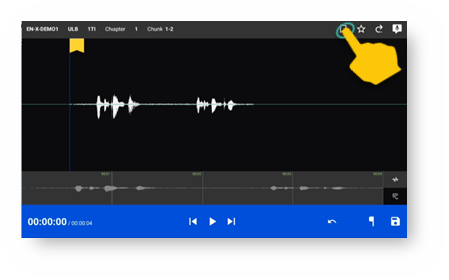 EN-X-DEMO1 ULB 1TI Chapter 1 Chunk 1-2
00:00:00 / 00:00:04